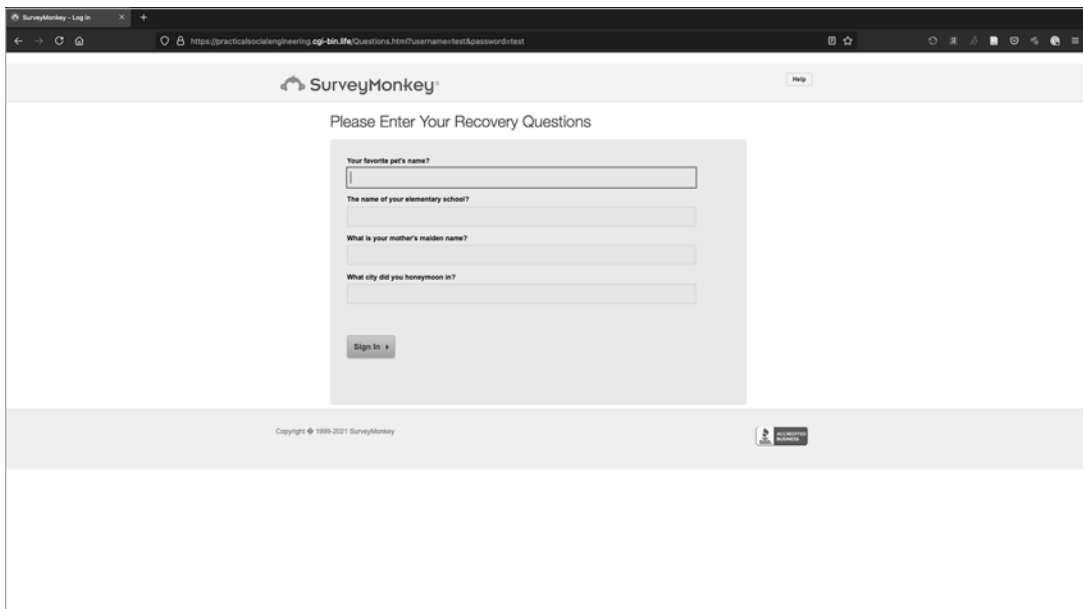 SurveyMonkey - Log in
https://practicalsocialengineering.cgi-bin.life/Questions.html?username=test&password=test
SurveyMonkey®
Help
Please Enter Your Recovery Questions
Your favorite pet's name?
The name of your elementary school?
What is your mother's maiden name?
What city did you honeymoon in?
Sign In
Copyright � 1999-2021 SurveyMonkey
ACCREDITED
BUSINESS